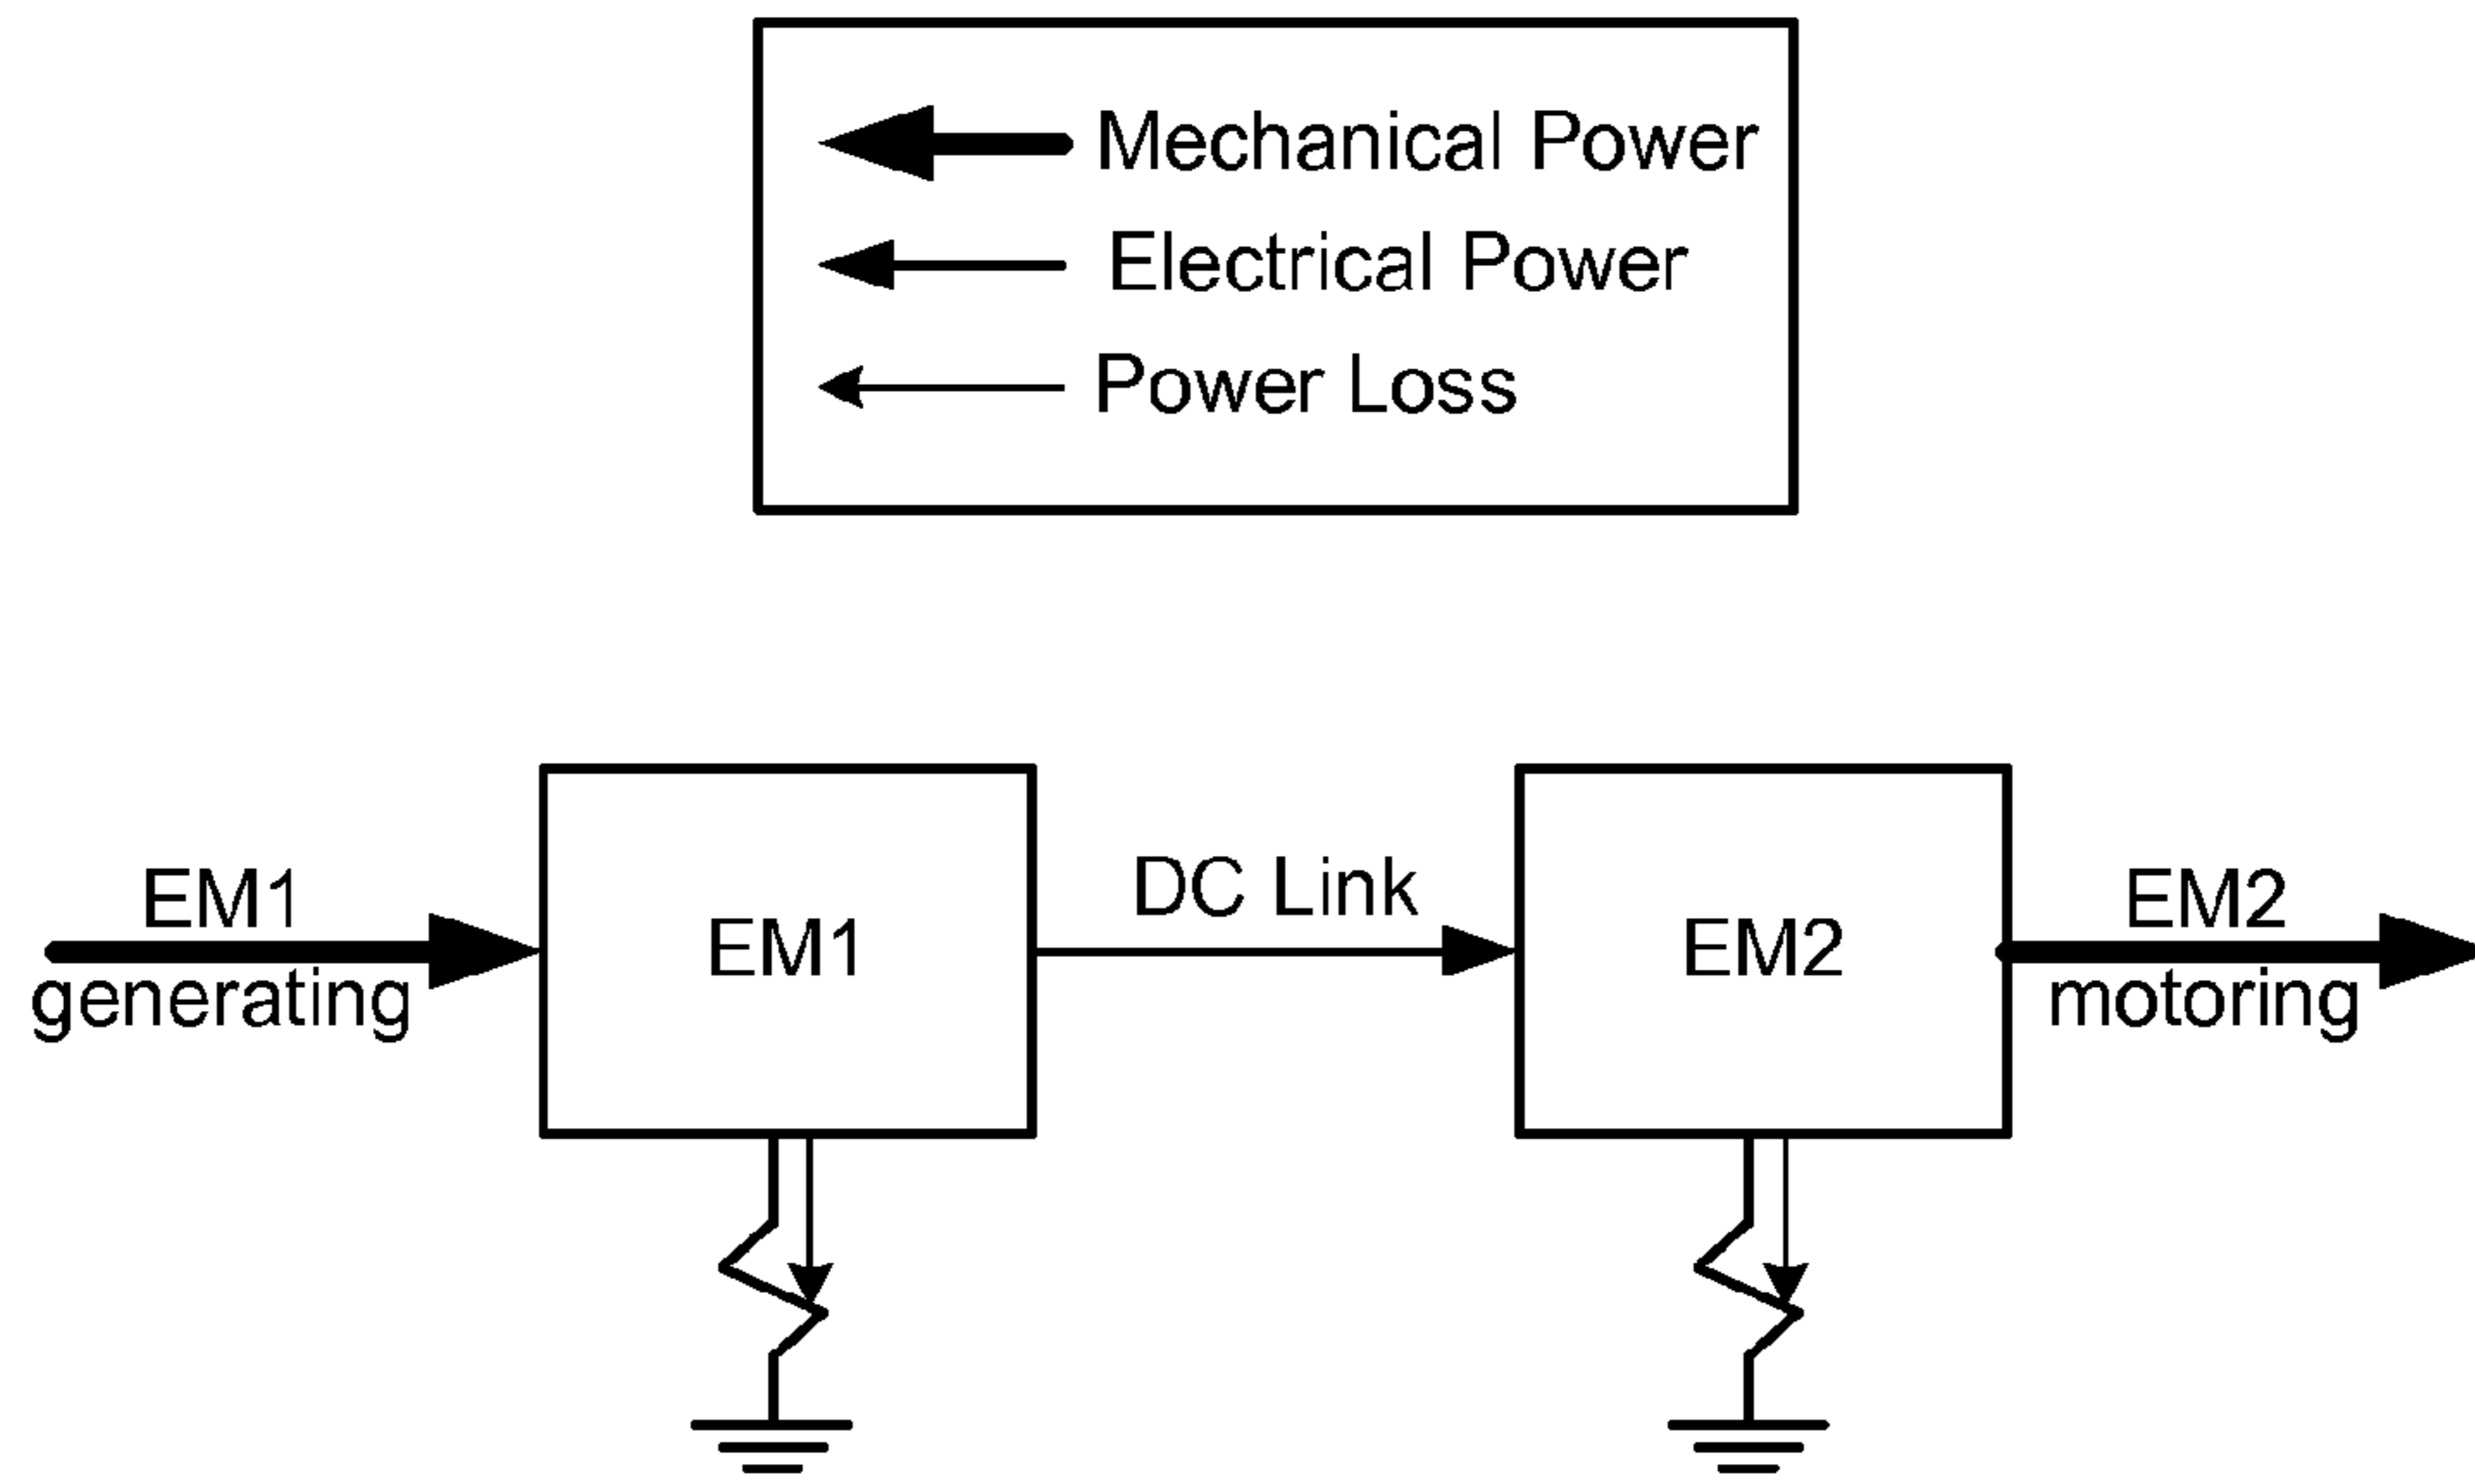 Mechanical Power
Electrical Power
Power Loss
EM1
generating
EM1
DC Link
EM2
EM2
motoring